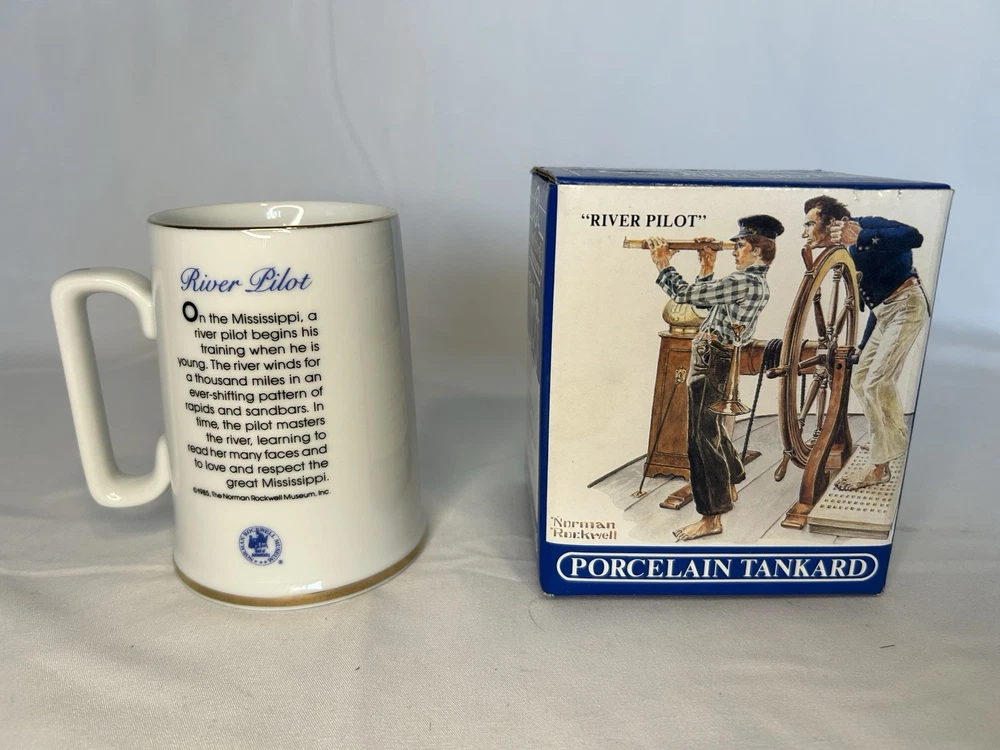 River Pilot
On the Mississippi, a
river pilot begins his
training when he is
young. The river winds for
a thousand miles in an
ever-shifting pattern of
rapids and sandbars. In
time, the pilot masters
the river, learning to
read her many faces and
to love and respect the
great Mississippi.
©1985, The Norman Rockwell Museum, Inc.
"RIVER PILOT"
Norman
Rockwell
PORCELAIN TANKARD